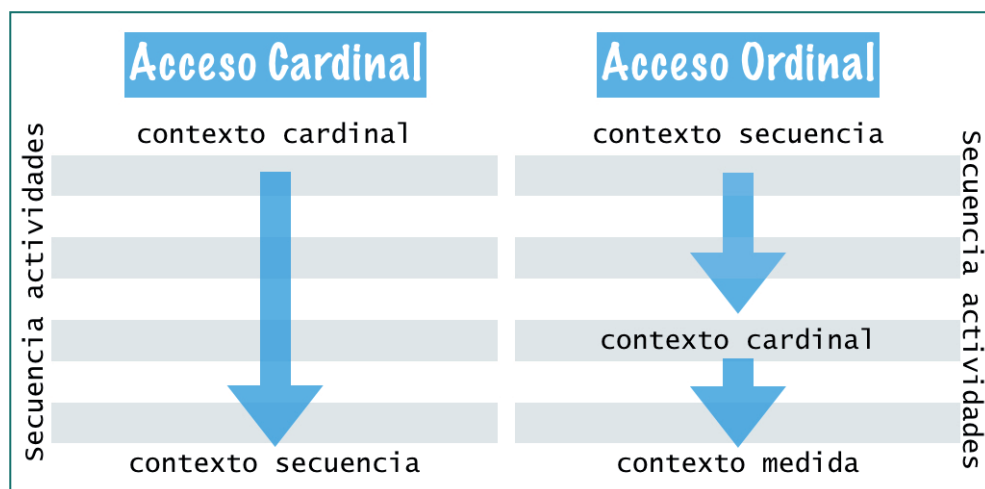 Acceso Cardinal
Acceso Ordinal
Secuencia actividades
contexto cardinal
contexto secuencia
contexto secuencia
contexto cardinal
contexto medida
Secuencia actividades